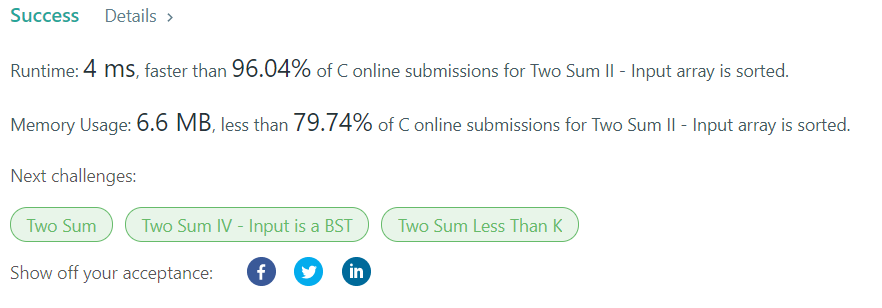 Success Details >
Runtime: 4 ms, faster than 96.04% of C online submissions for Two Sum II - Input array is sorted.
Memory Usage: 6.6 MB, less than 79.74% of C online submissions for Two Sum II - Input array is sorted.
Next challenges:
Two Sum Two Sum IV - Input is a BST Two Sum Less Than K
Show off your acceptance: f in